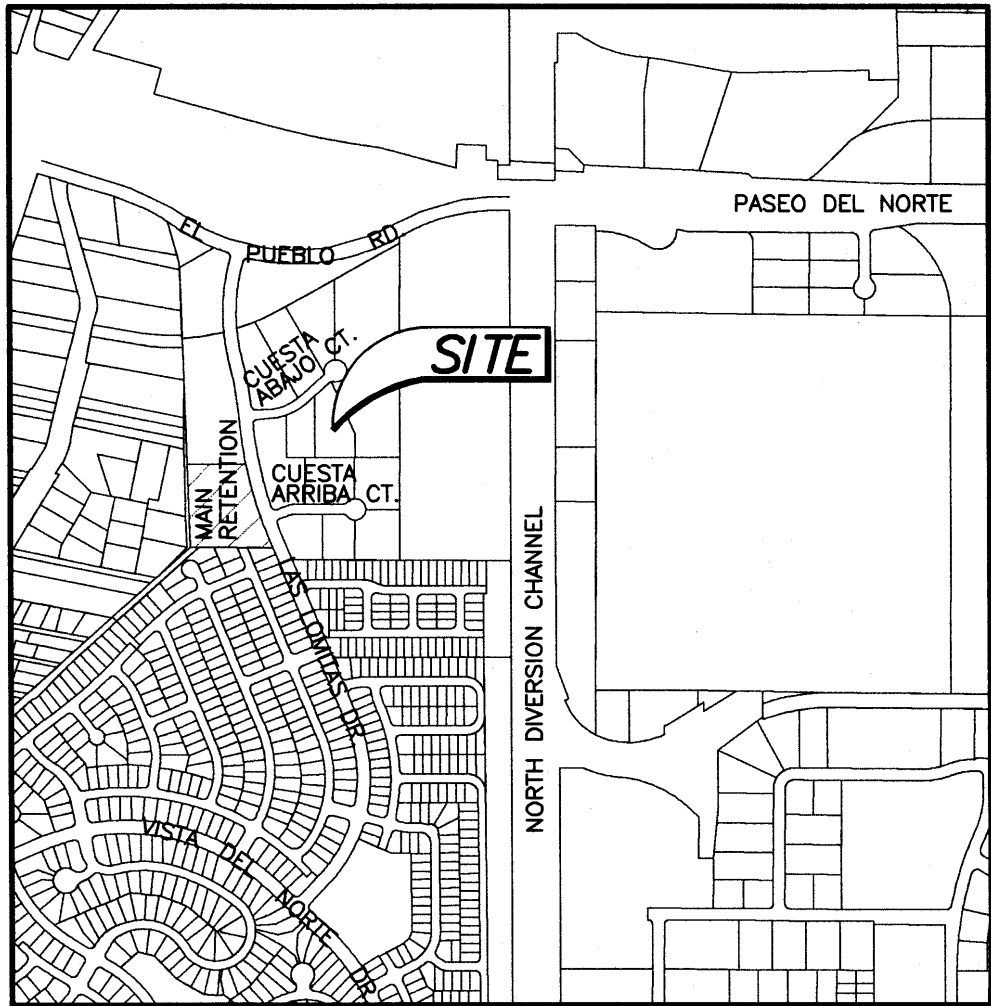 PASEO DEL NORTE
EL PUEBLO RD
CUESTA
ABAJO CT.
SITE
MAIN
RETENTION
CUESTA
ARRIBA CT.
LAS LOMITAS DR
NORTH DIVERSION CHANNEL
VISTA DEL NORTE DR